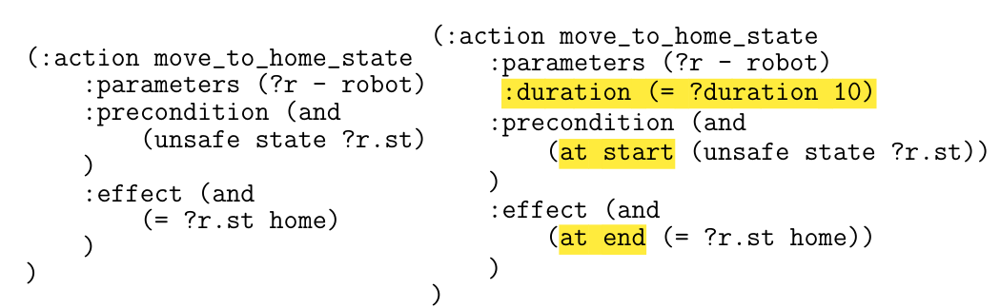 (:action move_to_home_state
    :parameters (?r - robot)
    :precondition (and
        (unsafe state ?r.st)
    )
    :effect (and
        (= ?r.st home)
    )
)
(:action move_to_home_state
    :parameters (?r - robot)
     :duration (= ?duration 10)
    :precondition (and
        (at start (unsafe state ?r.st))
    )
    :effect (and
        (at end (= ?r.st home))
    )
)